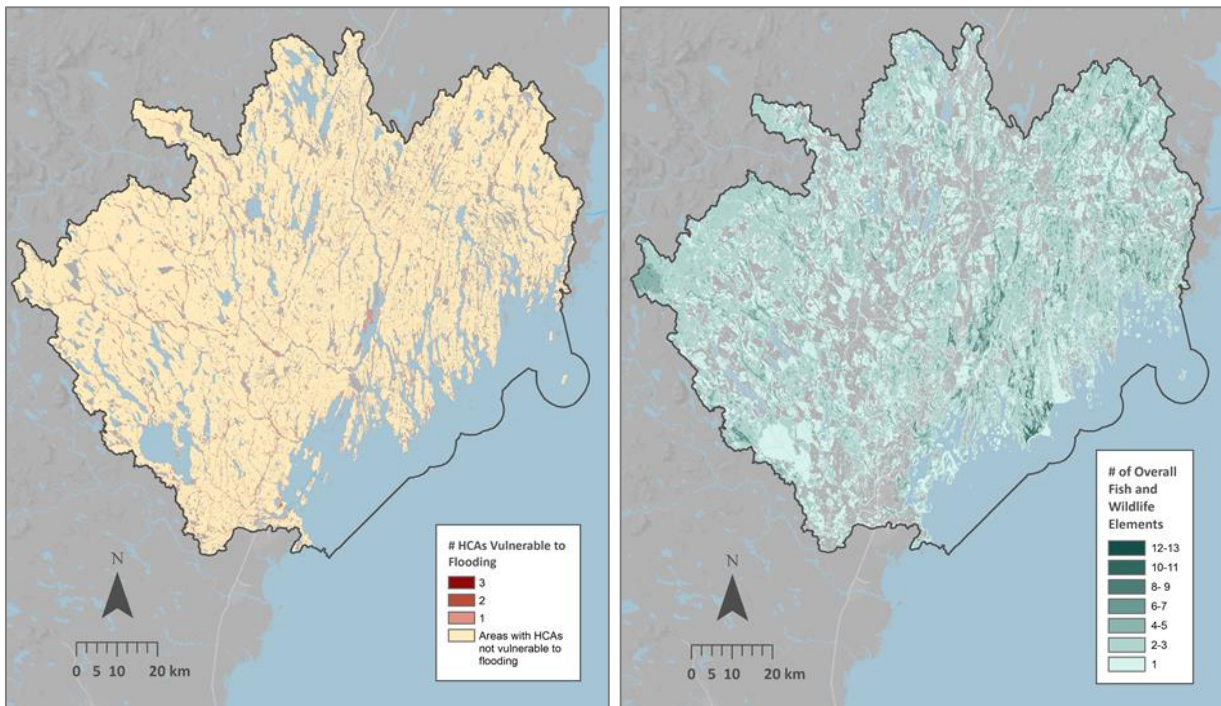 # HCAs Vulnerable to
Flooding
3
2
1
Areas with HCAs
not vulnerable to
flooding
N
0 5 10 20 km
# of Overall
Fish and
Wildlife
Elements
12-13
10-11
8- 9
6-7
4-5
2-3
1
N
0 5 10 20 km